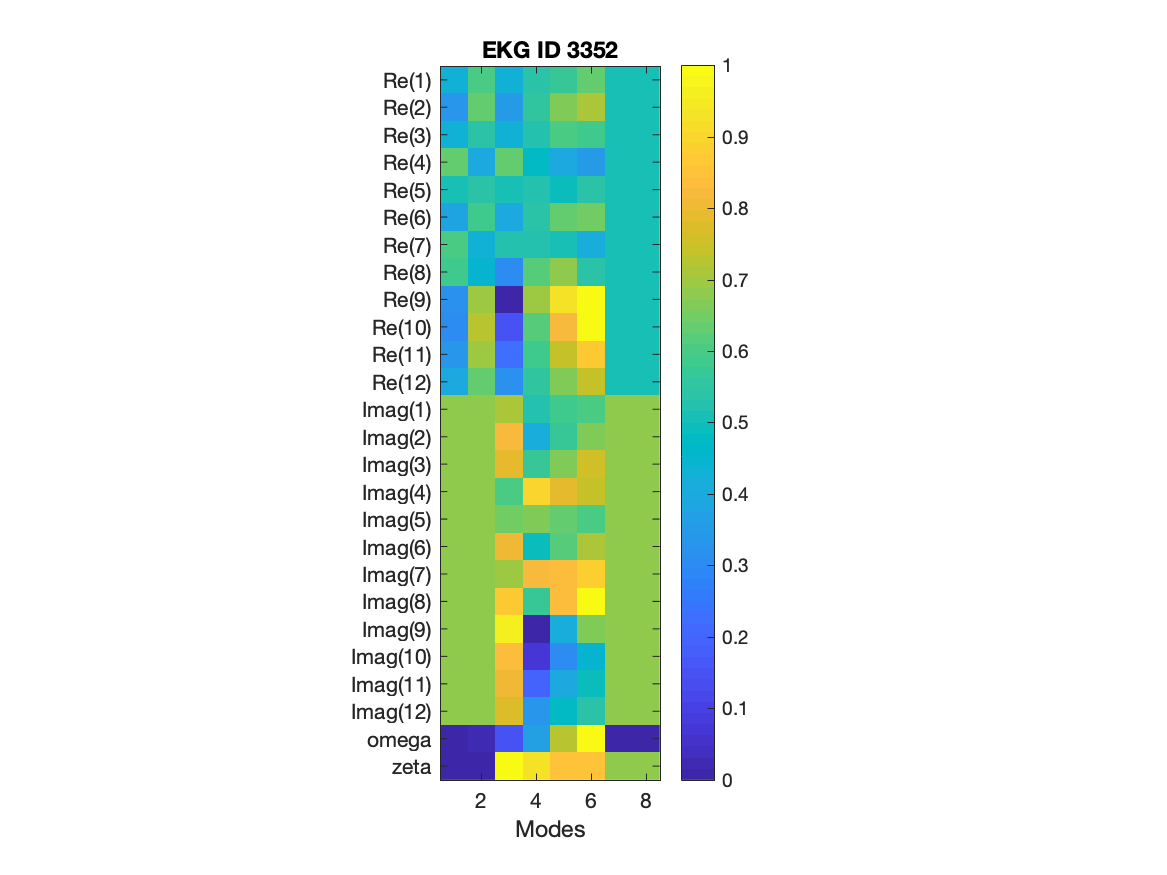 EKG ID 3352
Re(1)
Re(2)
Re(3)
Re(4)
Re(5)
Re(6)
Re(7)
Re(8)
Re(9)
Re(10)
Re(11)
Re(12)
Imag(1)
Imag(2)
Imag(3)
Imag(4)
Imag(5)
Imag(6)
Imag(7)
Imag(8)
Imag(9)
Imag(10)
Imag(11)
Imag(12)
omega
zeta
2 4 6 8
Modes
1
0.9
0.8
0.7
0.6
0.5
0.4
0.3
0.2
0.1
0